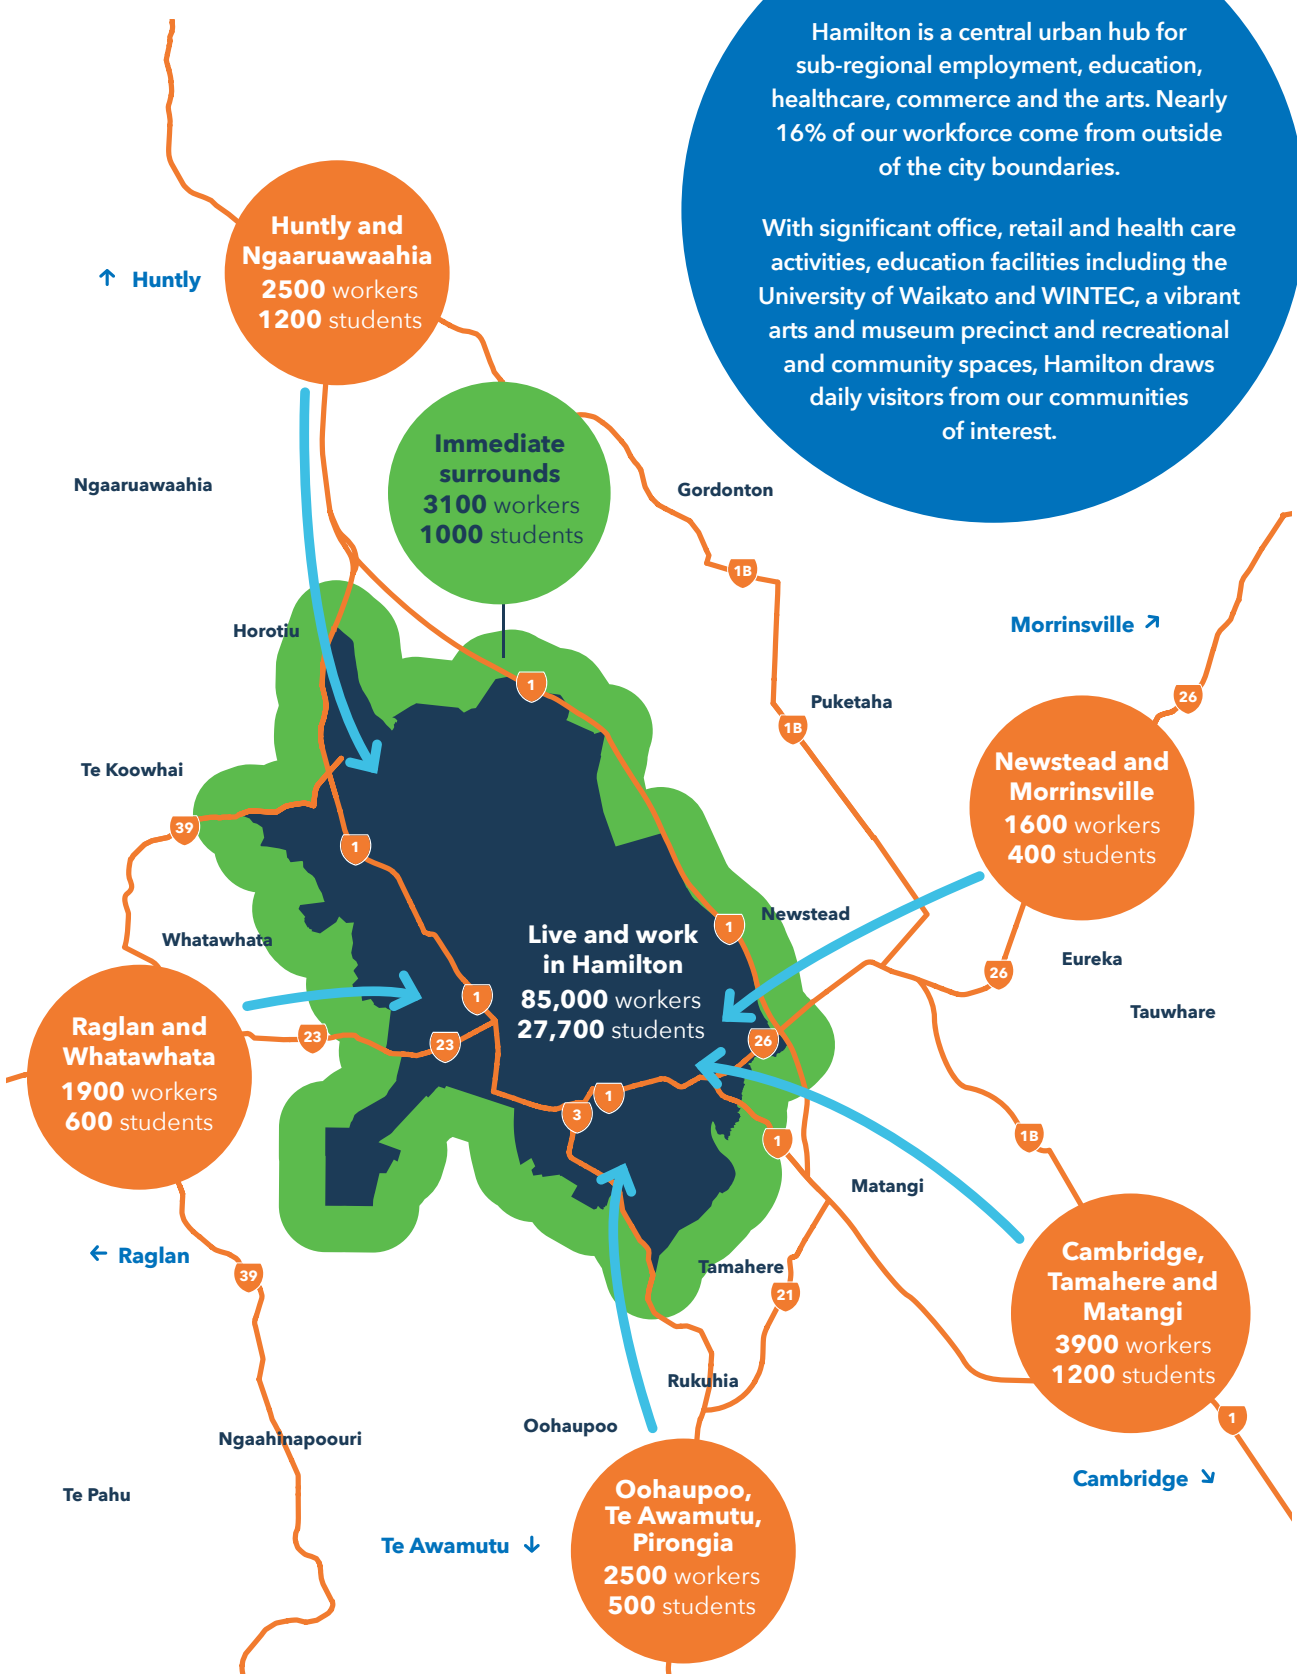 Hamilton is a central urban hub for
sub-regional employment, education,
healthcare, commerce and the arts. Nearly
16% of our workforce come from outside
of the city boundaries.
With significant office, retail and health care
activities, education facilities including the
University of Waikato and WINTEC, a vibrant
arts and museum precinct and recreational
and community spaces, Hamilton draws
daily visitors from our communities
of interest.
Huntly and
Ngaaruawaahia
2500 workers
1200 students
↑ Huntly
Immediate
surrounds
3100 workers
1000 students
Ngaaruawaahia
Gordonton
1B
Morrinsville ↗
Horotiu
1
26
Puketaha
1B
Te Koowhai
Newstead and
Morrinsville
1600 workers
400 students
39
1
Newstead
1
Whatawhata
Live and work
in Hamilton
85,000 workers
27,700 students
Eureka
26
Tauwhare
1
Raglan and
Whatawhata
1900 workers
600 students
23
23
26
1
3
1
1B
Matangi
← Raglan
39
Tamahere
21
Cambridge,
Tamahere and
Matangi
3900 workers
1200 students
Rukuhia
1
Oohaupoo
Ngaahinapoouri
Cambridge ↘
Te Pahu
Te Awamutu ↓
Oohaupoo,
Te Awamutu,
Pirongia
2500 workers
500 students